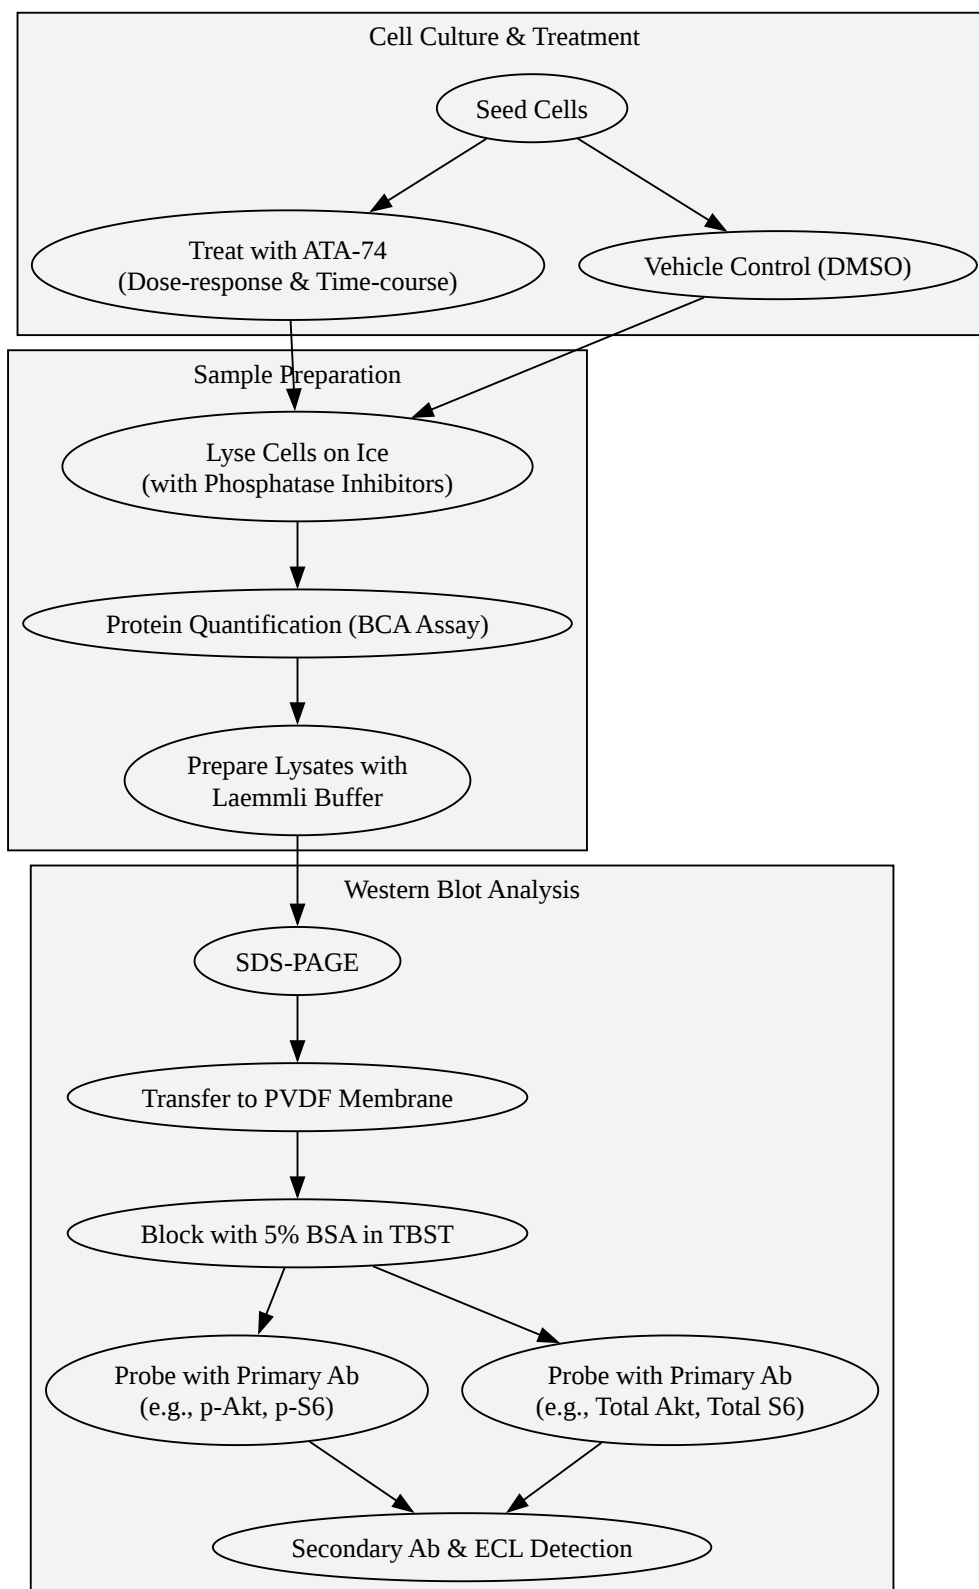 Cell Culture & Treatment
Seed Cells
Treat with ATA-74
(Dose-response & Time-course)
Vehicle Control (DMSO)
Sample Preparation
Lyse Cells on Ice
(with Phosphatase Inhibitors)
Protein Quantification (BCA Assay)
Prepare Lysates with
Laemmli Buffer
Western Blot Analysis
SDS-PAGE
Transfer to PVDF Membrane
Block with 5% BSA in TBST
Probe with Primary Ab
(e.g., p-Akt, p-S6)
Probe with Primary Ab
(e.g., Total Akt, Total S6)
Secondary Ab & ECL Detection